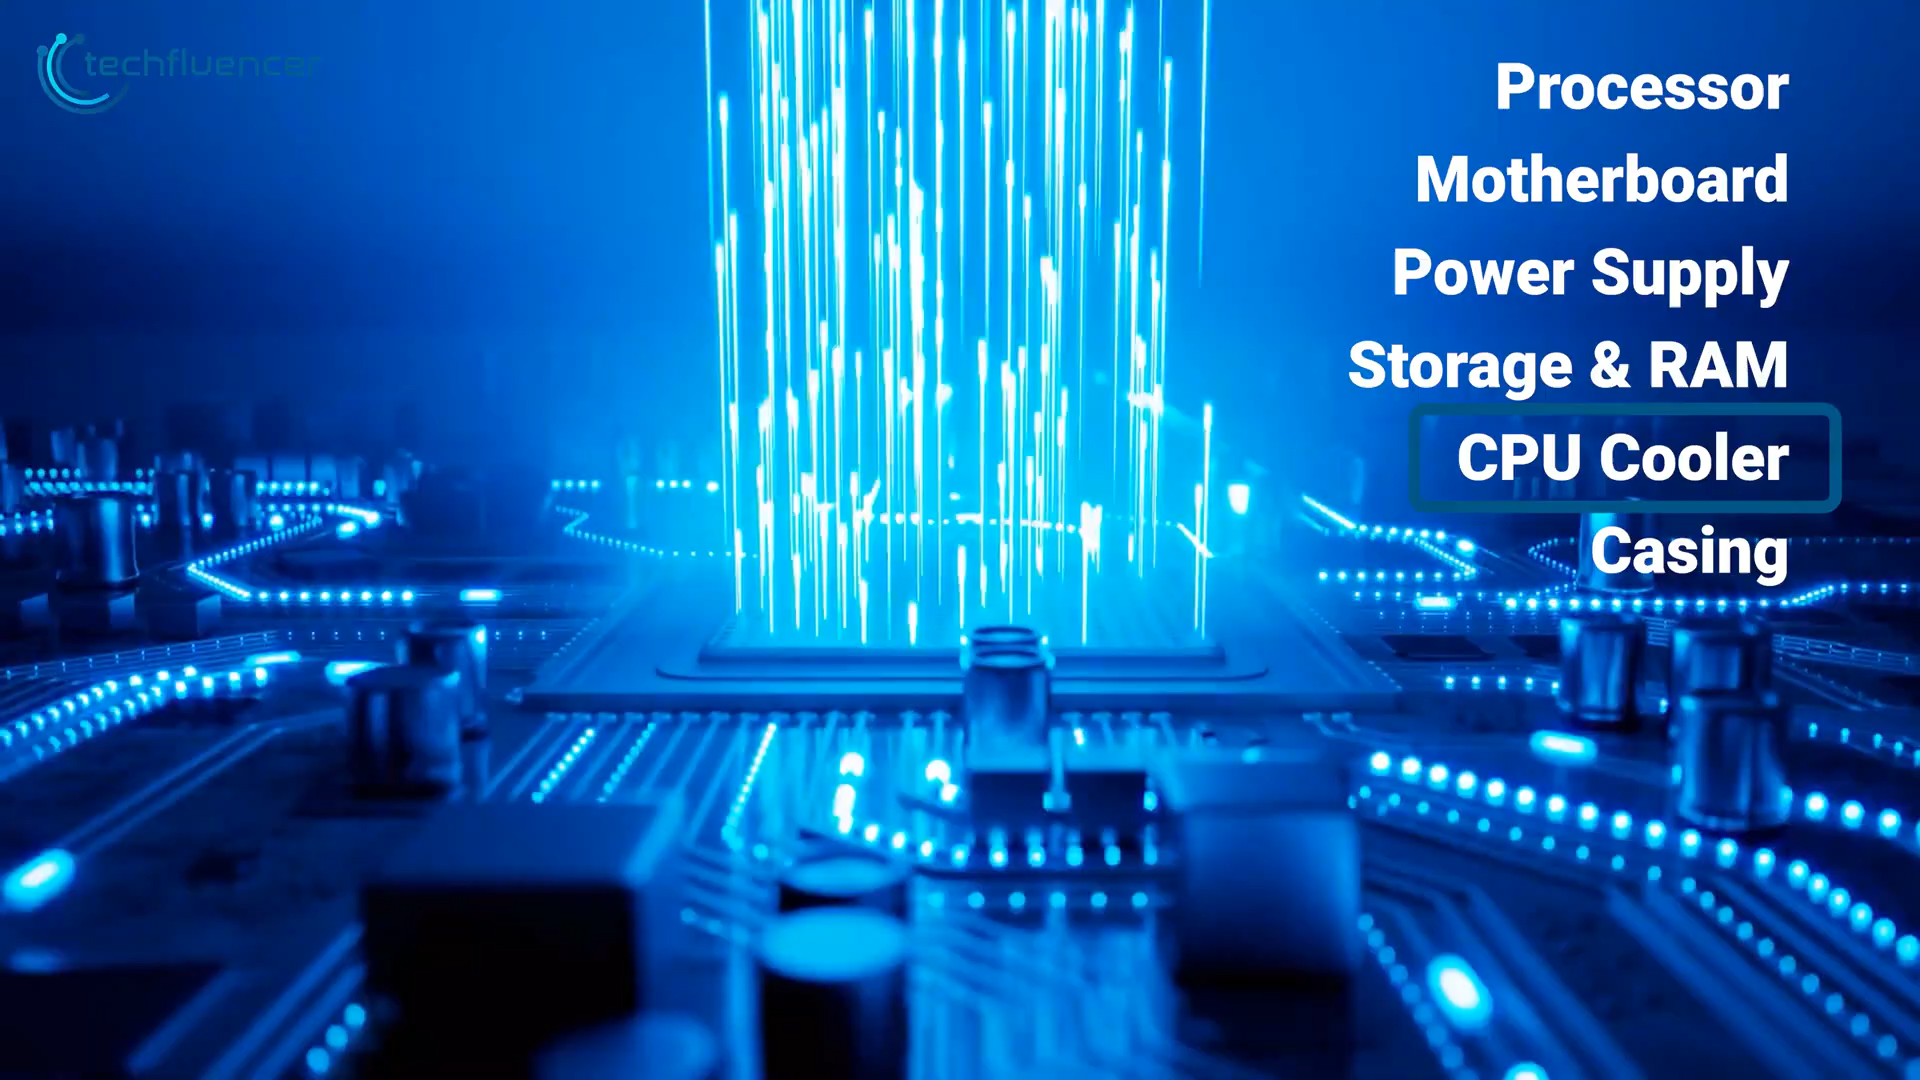 techfluencer
Processor
Motherboard
Power Supply
Storage & RAM
CPU Cooler
Casing